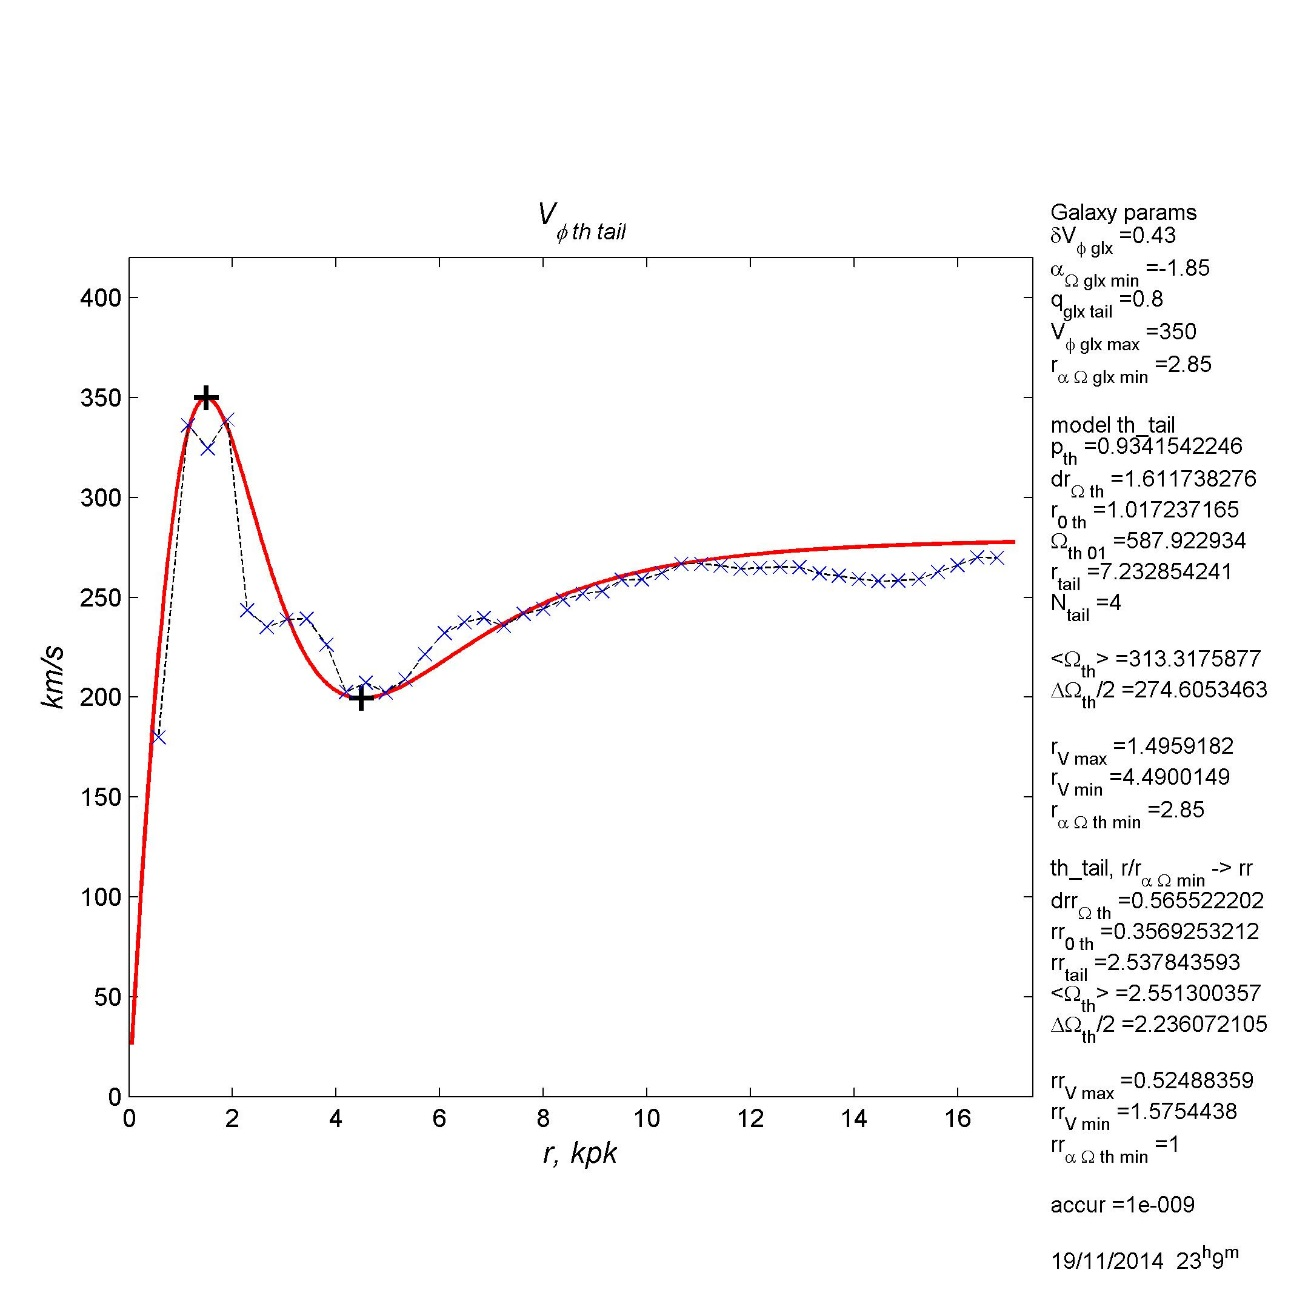 V ϕ th tail
400
350
300
250
200
150
100
50
0
km/s
0 2 4 6 8 10 12 14 16
r, kpk
Galaxy params
δV ϕ glx =0.43
α Ω glx min =-1.85
q glx tail =0.8
V ϕ glx max =350
r α Ω glx min =2.85
model th_tail
p th =0.9341542246
dr Ω th =1.611738276
r 0 th =1.017237165
Ω th 01 =587.922934
r tail =7.232854241
N tail =4
<Ω th> =313.3175877
ΔΩ th/2 =274.6053463
r V max =1.4959182
r V min =4.4900149
r α Ω th min =2.85
th_tail, r/r α Ω min -> rr
drr Ω th =0.565522202
rr 0 th =0.3569253212
rr tail =2.537843593
<Ω th> =2.551300357
ΔΩ th/2 =2.236072105
rr V max =0.52488359
rr V min =1.5754438
rr α Ω th min =1
accur =1e-009
19/11/2014 23h9m